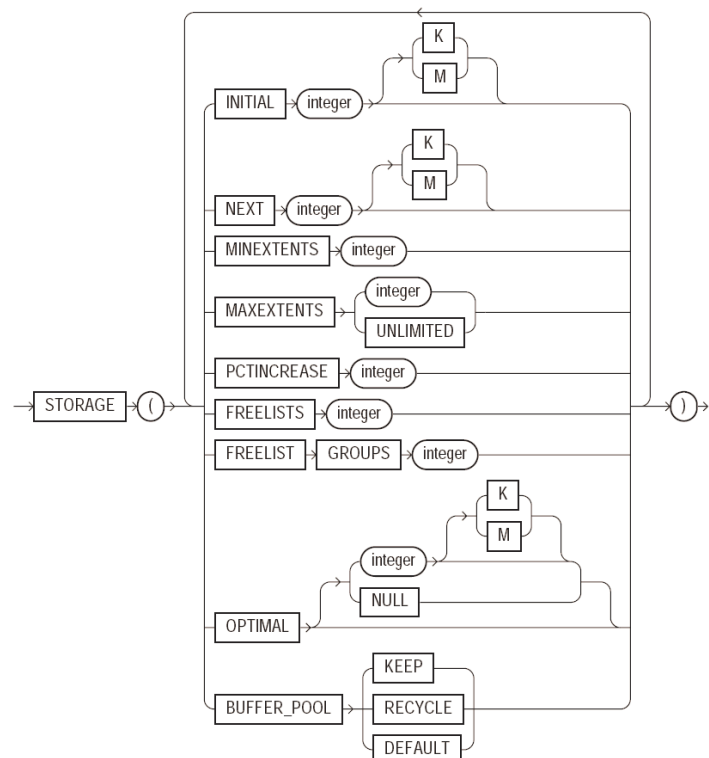 K
M
INITIAL integer
K
M
NEXT integer
MINEXTENTS integer
integer
MAXEXTENTS
UNLIMITED
PCTINCREASE integer
STORAGE ( )
FREELISTS integer
FREELIST GROUPS integer
K
M
integer
NULL
OPTIMAL
KEEP
BUFFER_POOL RECYCLE
DEFAULT